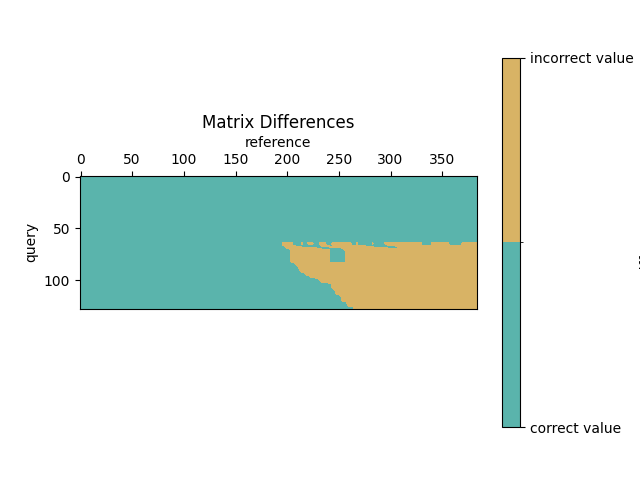 Matrix Differences
reference
0 50 100 150 200 250 300 350
query
0
50
100
incorrect value
correct value